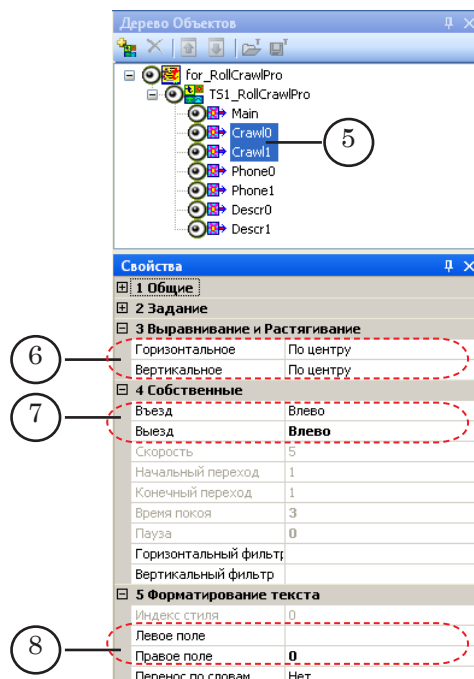 Дерево Объектов
for_RollCrawlPro
TS1_RollCrawlPro
Main
Crawl0
Crawl1
5
Phone0
Phone1
Descr0
Descr1
Свойства
1 Общие
2 Задание
3 Выравнивание и Растягивание
6
Горизонтальное По центру
Вертикальное По центру
4 Собственные
7
Въезд Влево
Выезд Влево
Скорость 5
Начальный переход 1
Конечный переход 1
Время покоя 3
Пауза 0
Горизонтальный фильтр
Вертикальный фильтр
5 Форматирование текста
Индекс стиля 0
8
Левое поле
Правое поле 0
Перенос по словам Нет